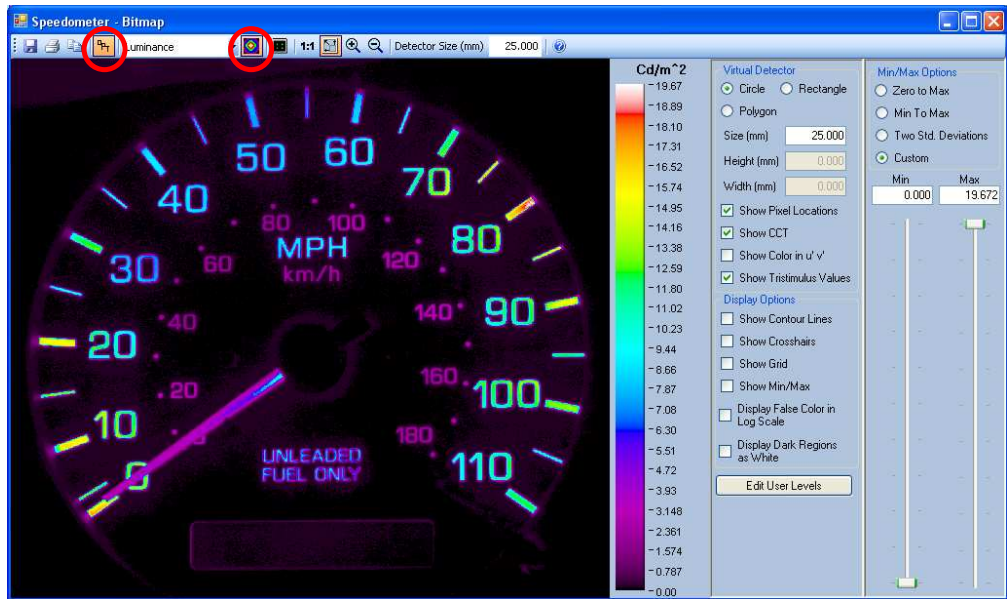 Speedometer - Bitmap
Luminance
1:1
Detector Size (mm) 25.000
50 60
40 70
80 100
30 MPH 80
60 km/h 120
40 140 90
20
20 160 100
10 180
0 UNLEADED 110
FUEL ONLY
Cd/m^2
19.67
18.89
18.10
17.31
16.52
15.74
14.95
14.16
13.38
12.59
11.80
11.02
10.23
9.44
8.66
7.87
7.08
6.30
5.51
4.72
3.93
3.148
2.361
1.574
0.787
0.00
Virtual Detector
Circle Rectangle
Polygon
Size (mm) 25.000
Height (mm) 0.000
Width (mm) 0.000
Show Pixel Locations
Show CCT
Show Color in u' v'
Show Tristimulus Values
Display Options
Show Contour Lines
Show Crosshairs
Show Grid
Show Min/Max
Display False Color in
Log Scale
Display Dark Regions
as White
Edit User Levels
Min/Max Options
Zero to Max
Min To Max
Two Std. Deviations
Custom
Min Max
0.000 19.672